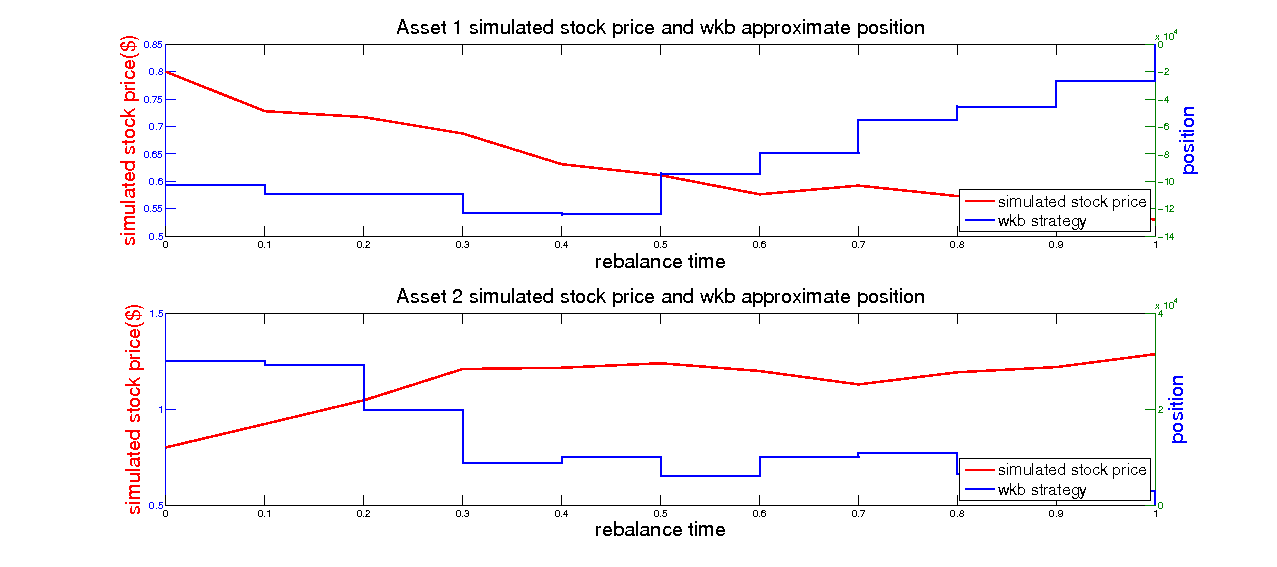 Asset 1 simulated stock price and wkb approximate position
x 10^4
simulated stock price($)
0.85
0.8
0.75
0.7
0.65
0.6
0.55
0.5
0
-2
-4
-6
-8
-10
-12
-14
position
simulated stock price
wkb strategy
0 0.1 0.2 0.3 0.4 0.5 0.6 0.7 0.8 0.9 1
rebalance time
Asset 2 simulated stock price and wkb approximate position
x 10^4
simulated stock price($)
1.5
1
0.5
4
2
0
position
simulated stock price
wkb strategy
0 0.1 0.2 0.3 0.4 0.5 0.6 0.7 0.8 0.9 1
rebalance time